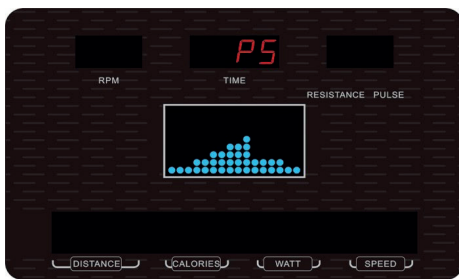 PS
RPM
TIME
RESISTANCE PULSE
DISTANCE
CALORIES
WATT
SPEED